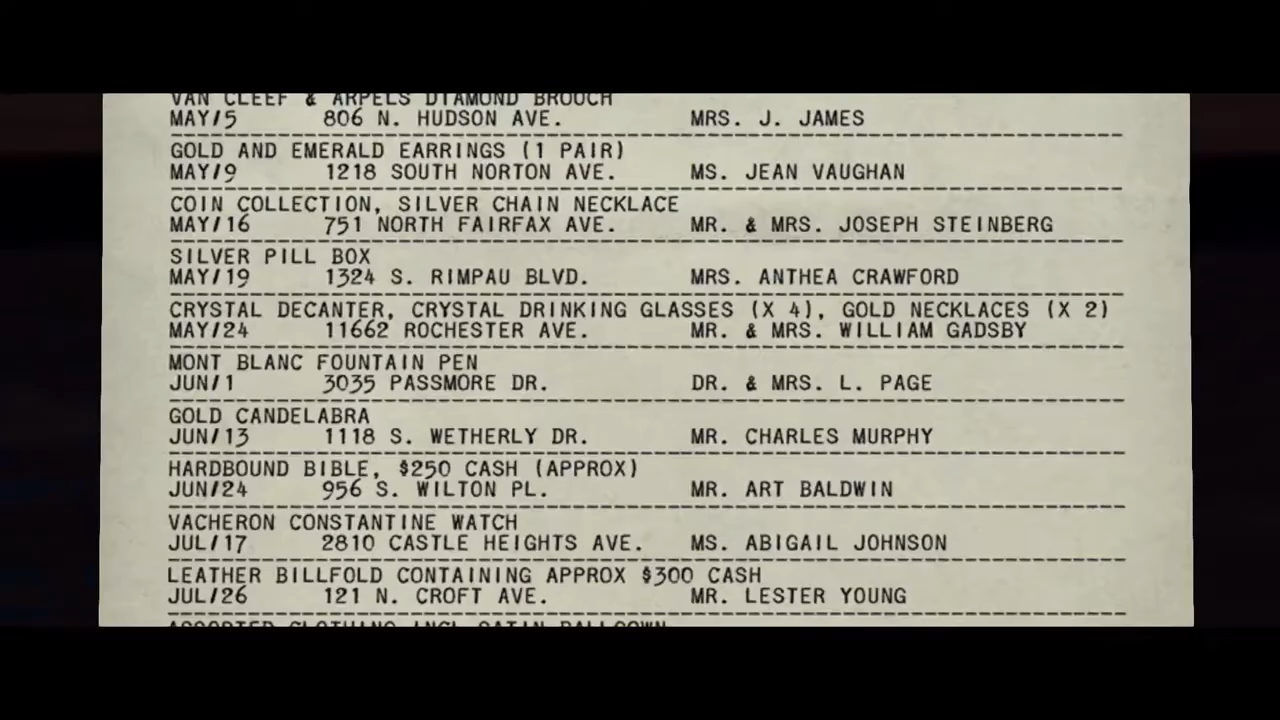 VAN CLEEF & ARPELS DIAMOND BROOCH
MAY/5 806 N. HUDSON AVE. MRS. J. JAMES
GOLD AND EMERALD EARRINGS (1 PAIR)
MAY/9 1218 SOUTH NORTON AVE. MS. JEAN VAUGHAN
COIN COLLECTION, SILVER CHAIN NECKLACE
MAY/16 751 NORTH FAIRFAX AVE. MR. & MRS. JOSEPH STEINBERG
SILVER PILL BOX
MAY/19 1324 S. RIMPAU BLVD. MRS. ANTHEA CRAWFORD
CRYSTAL DECANTER, CRYSTAL DRINKING GLASSES (X 4), GOLD NECKLACES (X 2)
MAY/24 11662 ROCHESTER AVE. MR. & MRS. WILLIAM GADSBY
MONT BLANC FOUNTAIN PEN
JUN/1 3035 PASSMORE DR. DR. & MRS. L. PAGE
GOLD CANDELABRA
JUN/13 1118 S. WETHERLY DR. MR. CHARLES MURPHY
HARDBOUND BIBLE, $250 CASH (APPROX)
JUN/24 956 S. WILTON PL. MR. ART BALDWIN
VACHERON CONSTANTINE WATCH
JUL/17 2810 CASTLE HEIGHTS AVE. MS. ABIGAIL JOHNSON
LEATHER BILLFOLD CONTAINING APPROX $300 CASH
JUL/26 121 N. CROFT AVE. MR. LESTER YOUNG
ASSORTED CLOTHING INCL SATIN BALLGOWN